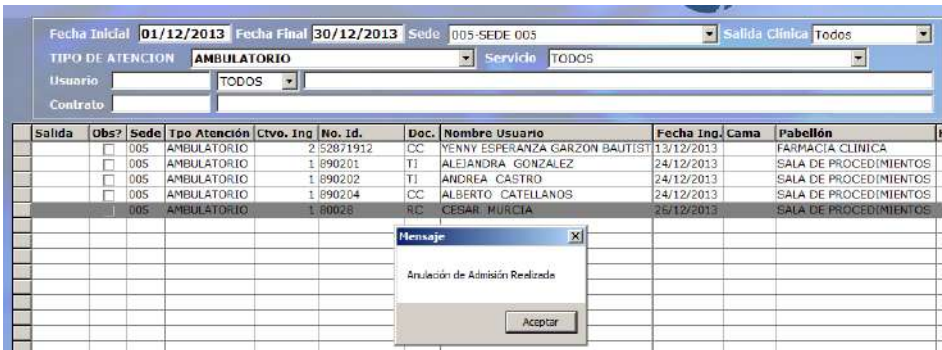 Fecha Inicial 01/12/2013 Fecha Final 30/12/2013 Sede 005-SEDE 005 Salida Clínica Todos
TIPO DE ATENCION AMBULATORIO Servicio TODOS
Usuario TODOS
Contrato
Salida Obs? Sede Tpo Atención Ctvo. Ing No. Id. Doc. Nombre Usuario Fecha Ing. Cama Pabellón
005 AMBULATORIO 2 52871912 CC YENNY ESPERANZA GARZON BAUTIST 13/12/2013 FARMACIA CLINICA
005 AMBULATORIO 1 890201 TI ALEJANDRA GONZALEZ 24/12/2013 SALA DE PROCEDIMIENTOS
005 AMBULATORIO 1 890202 TI ANDREA CASTRO 24/12/2013 SALA DE PROCEDIMIENTOS
005 AMBULATORIO 1 890204 CC ALBERTO CATELLANOS 24/12/2013 SALA DE PROCEDIMIENTOS
005 AMBULATORIO 1 80028 RC CESAR MURCIA 26/12/2013 SALA DE PROCEDIMIENTOS
Mensaje
Anulación de Admisión Realizada
Aceptar